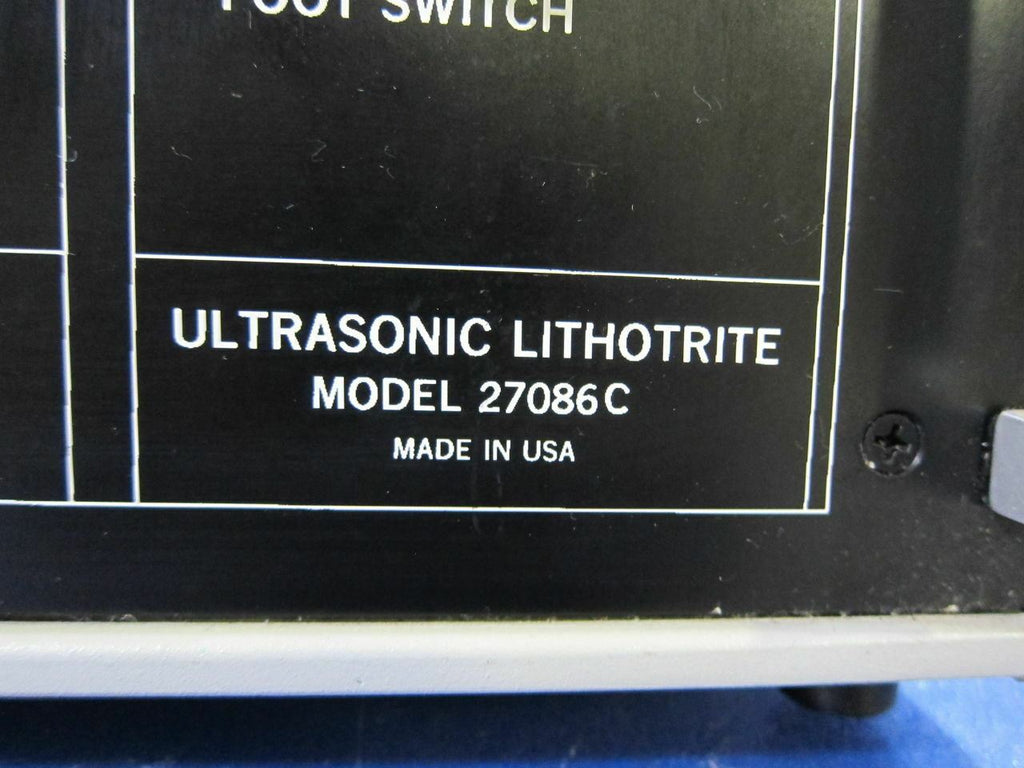 FOOT SWITCH
ULTRASONIC LITHOTRITE
MODEL 27086C
MADE IN USA